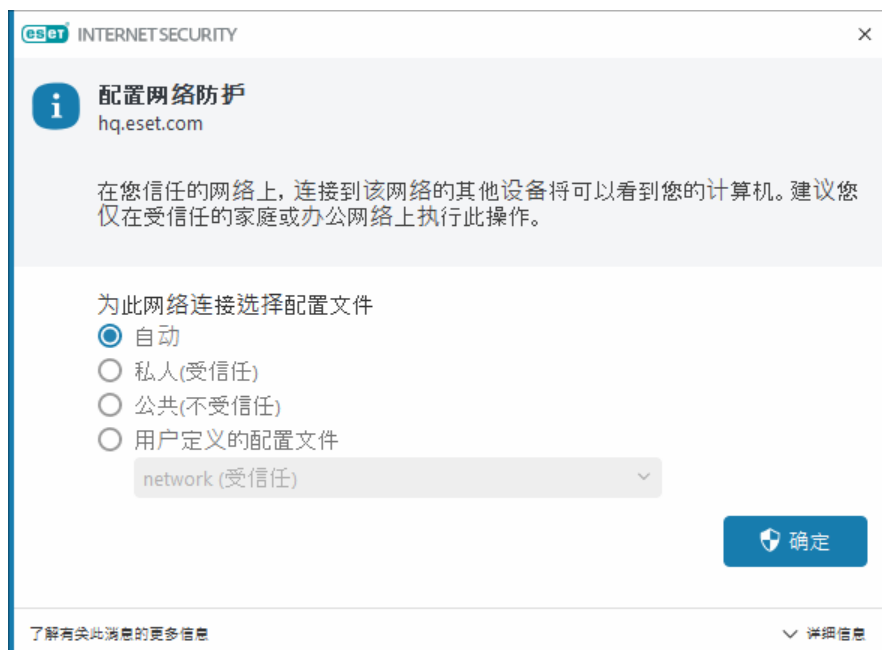 eset INTERNET SECURITY
配置网络防护
hq.eset.com
在您信任的网络上，连接到该网络的其他设备将可以看到您的计算机。建议您
仅在受信任的家庭或办公网络上执行此操作。
为此网络连接选择配置文件
自动
私人(受信任)
公共(不受信任)
用户定义的配置文件
network (受信任)
确定
了解有关此消息的更多信息
详细信息